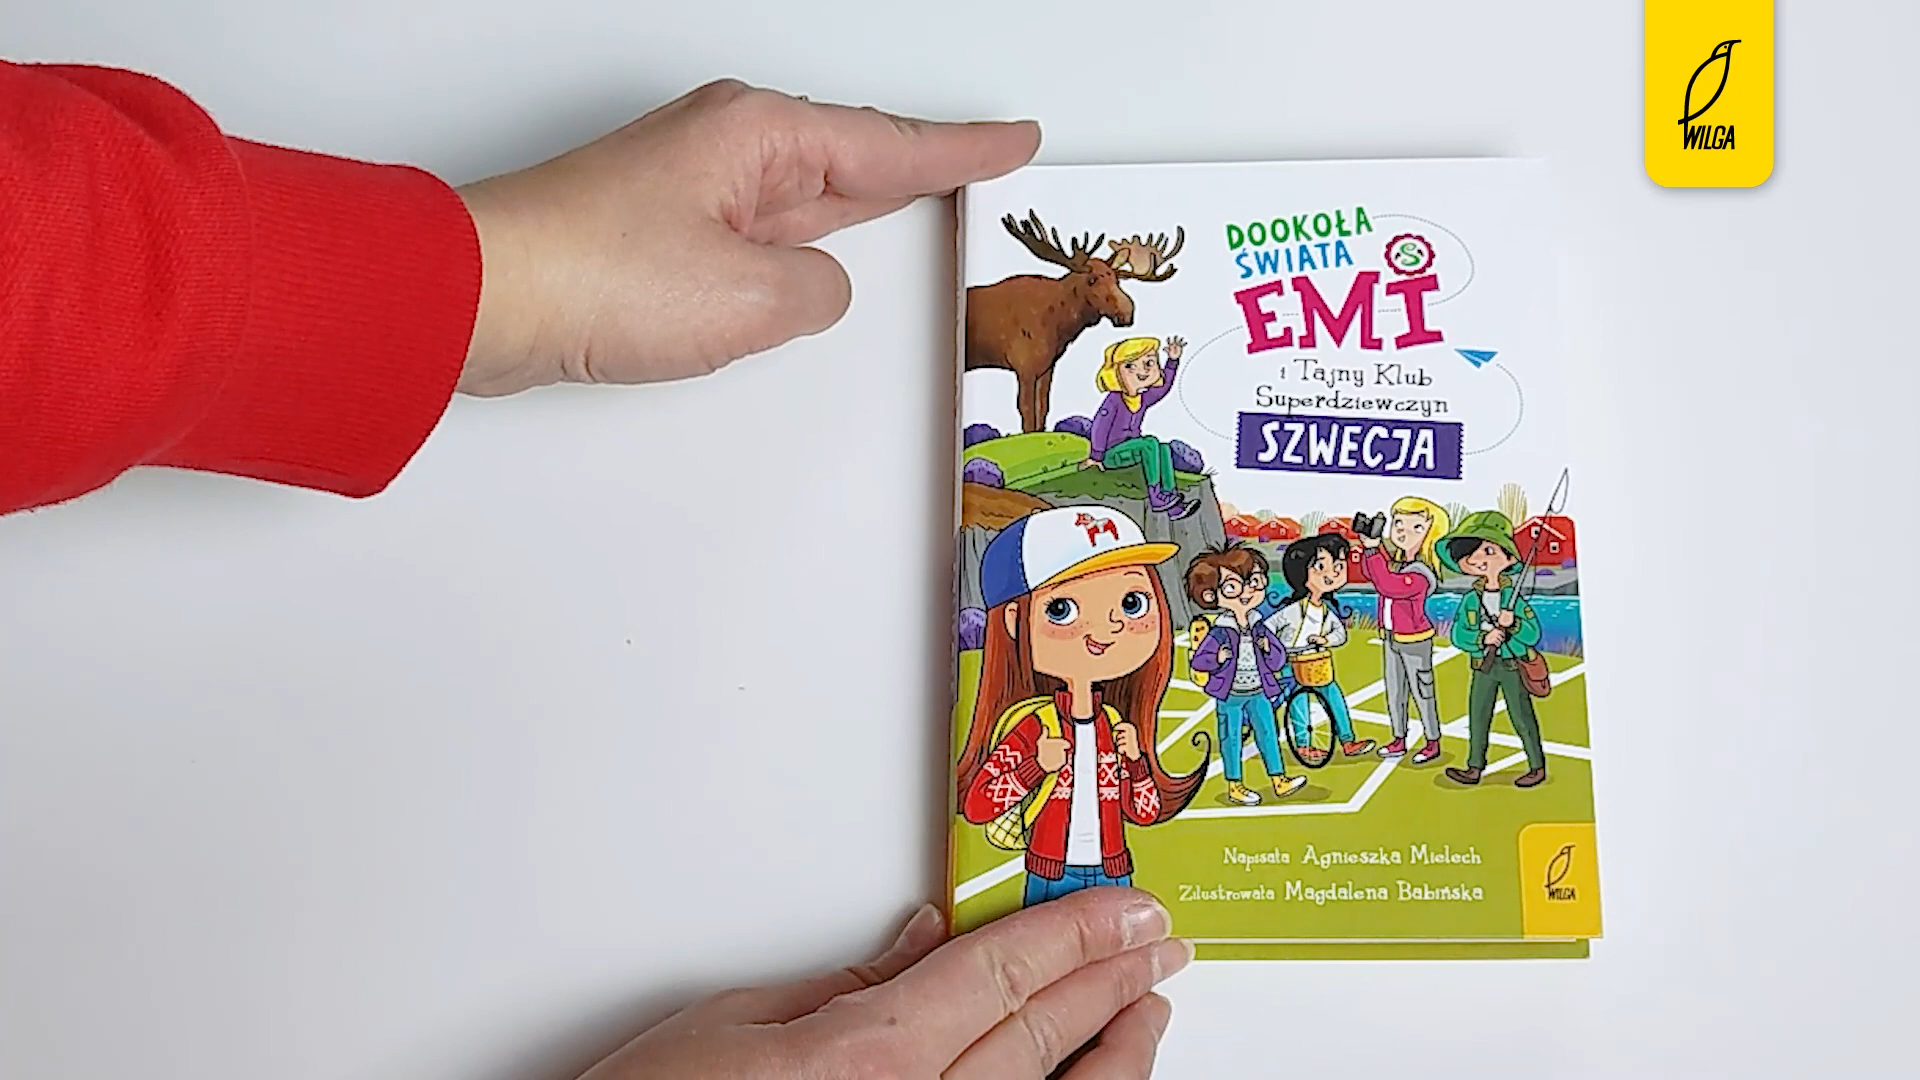 WILGA
DOOKOŁA
ŚWIATA
EMI
i Tajny Klub
Superdziewczyn
SZWECJA
Napisała Agnieszka Mielech
Zilustrowała Magdalena Babińska
WILGA